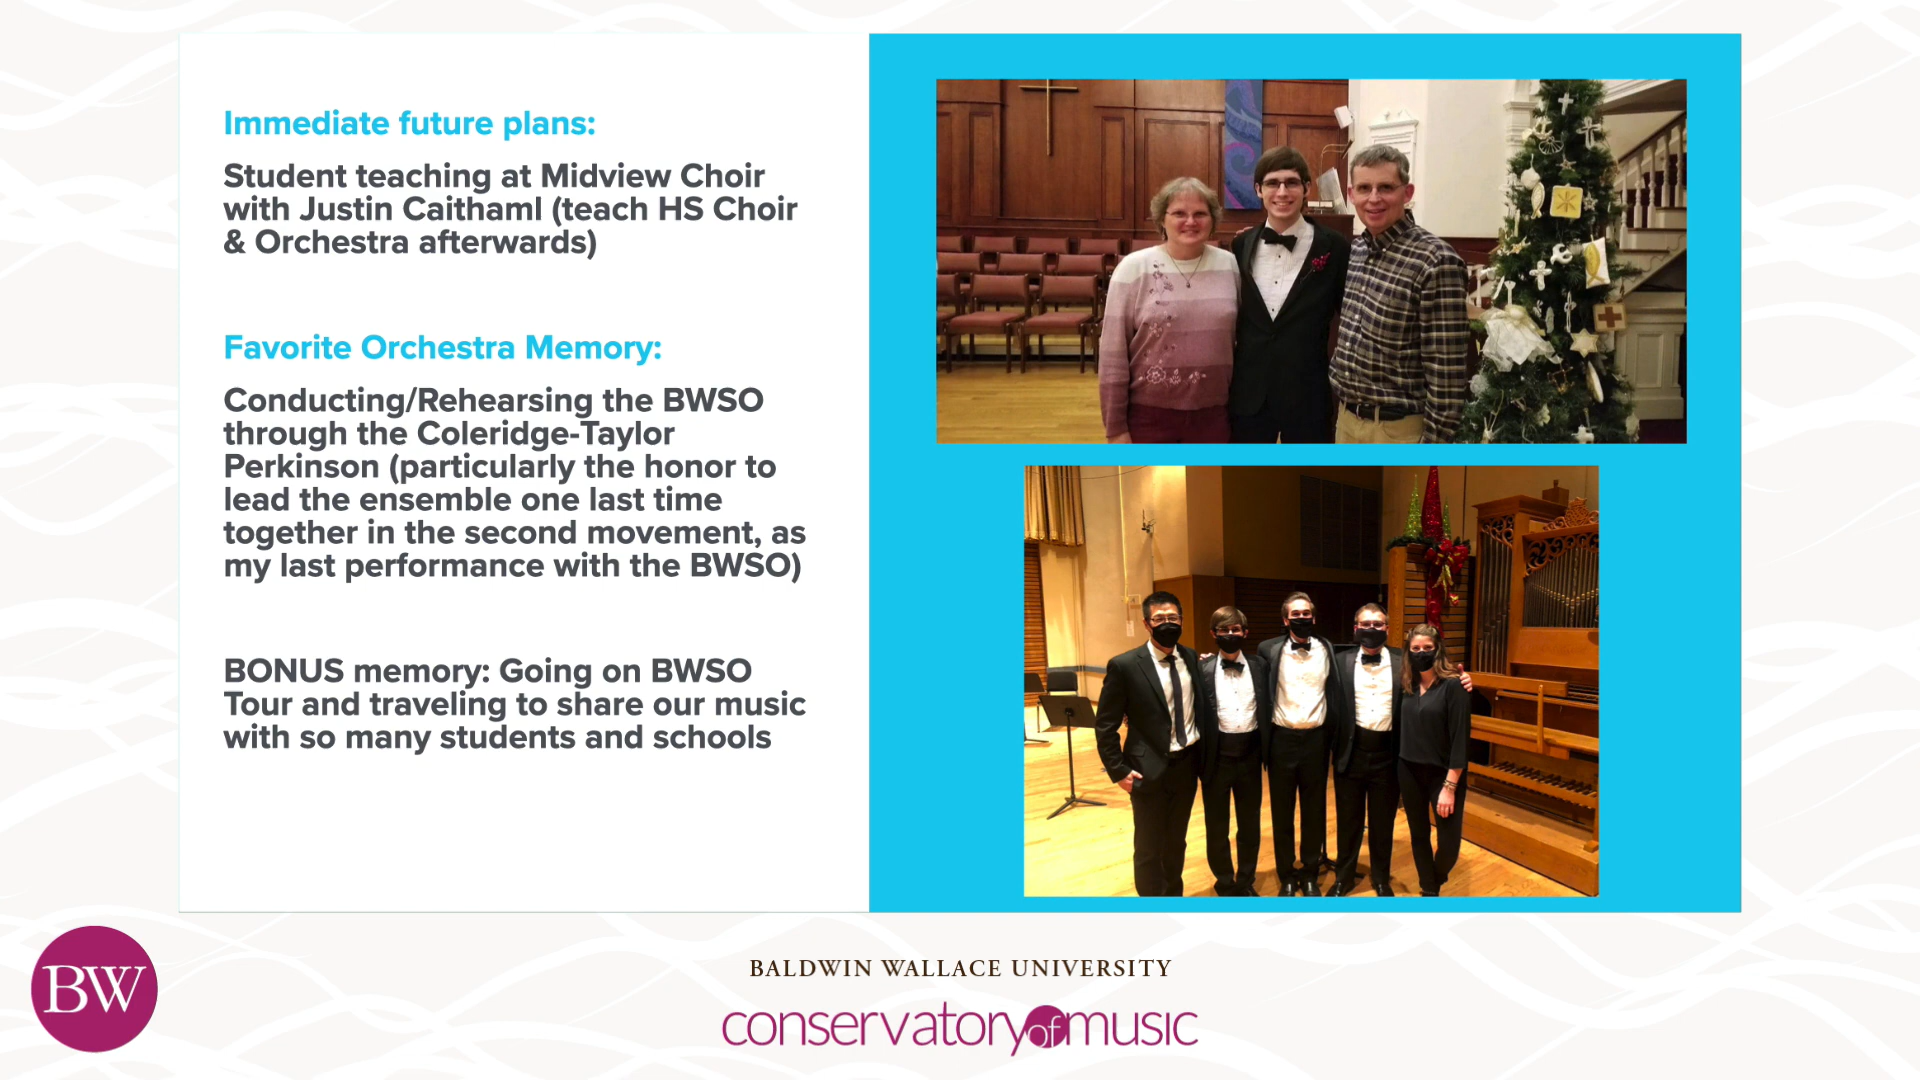 Immediate future plans:
Student teaching at Midview Choir
with Justin Caithaml (teach HS Choir
& Orchestra afterwards)
Favorite Orchestra Memory:
Conducting/Rehearsing the BWSO
through the Coleridge-Taylor
Perkinson (particularly the honor to
lead the ensemble one last time
together in the second movement, as
my last performance with the BWSO)
BONUS memory: Going on BWSO
Tour and traveling to share our music
with so many students and schools
BW
BALDWIN WALLACE UNIVERSITY
conservatory of music